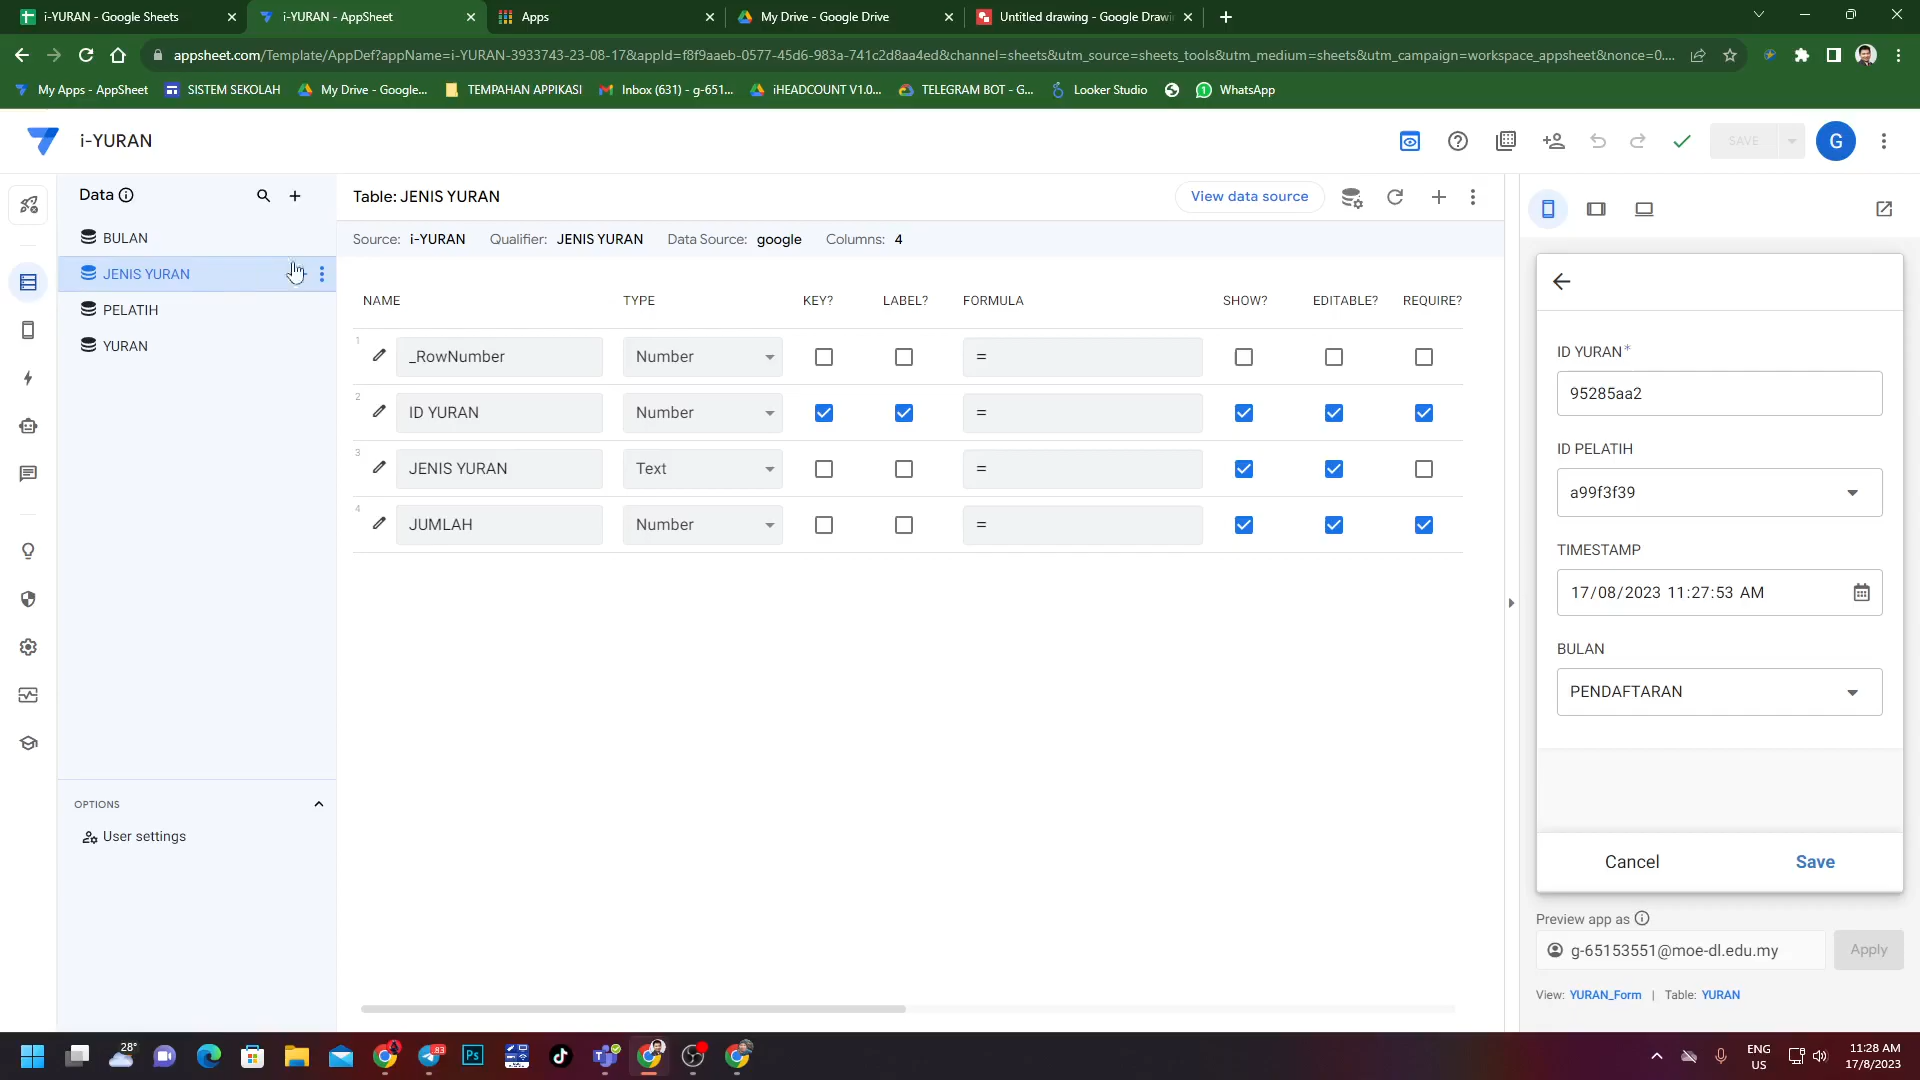 i-YURAN - Google Sheets
i-YURAN - AppSheet
Apps
My Drive - Google Drive
Untitled drawing - Google Drawi
appsheet.com/Template/AppDef?appName=i-YURAN-3933743-23-08-17&appId=f8f9aaeb-0577-45d6-983a-741c2d8aa4ed&channel=sheets&utm_source=sheets_tools&utm_medium=sheets&utm_campaign=workspace_appsheet&nonce=0....
My Apps - AppSheet
SISTEM SEKOLAH
My Drive - Google...
TEMPAHAN APPIKASI
Inbox (631) - g-651...
iHEADCOUNT V1.0...
TELEGRAM BOT - G...
Looker Studio
WhatsApp
i-YURAN
SAVE
G
Data
BULAN
JENIS YURAN
PELATIH
YURAN
OPTIONS
User settings
Table: JENIS YURAN
View data source
Source: i-YURAN Qualifier: JENIS YURAN Data Source: google Columns: 4
NAME TYPE KEY? LABEL? FORMULA SHOW? EDITABLE? REQUIRE?
1 _RowNumber Number =
2 ID YURAN Number =
3 JENIS YURAN Text =
4 JUMLAH Number =
ID YURAN*
95285aa2
ID PELATIH
a99f3f39
TIMESTAMP
17/08/2023 11:27:53 AM
BULAN
PENDAFTARAN
Cancel Save
Preview app as
g-65153551@moe-dl.edu.my
Apply
View: YURAN_Form | Table: YURAN
28°
83
Ps
ENG
US
11:28 AM
17/8/2023